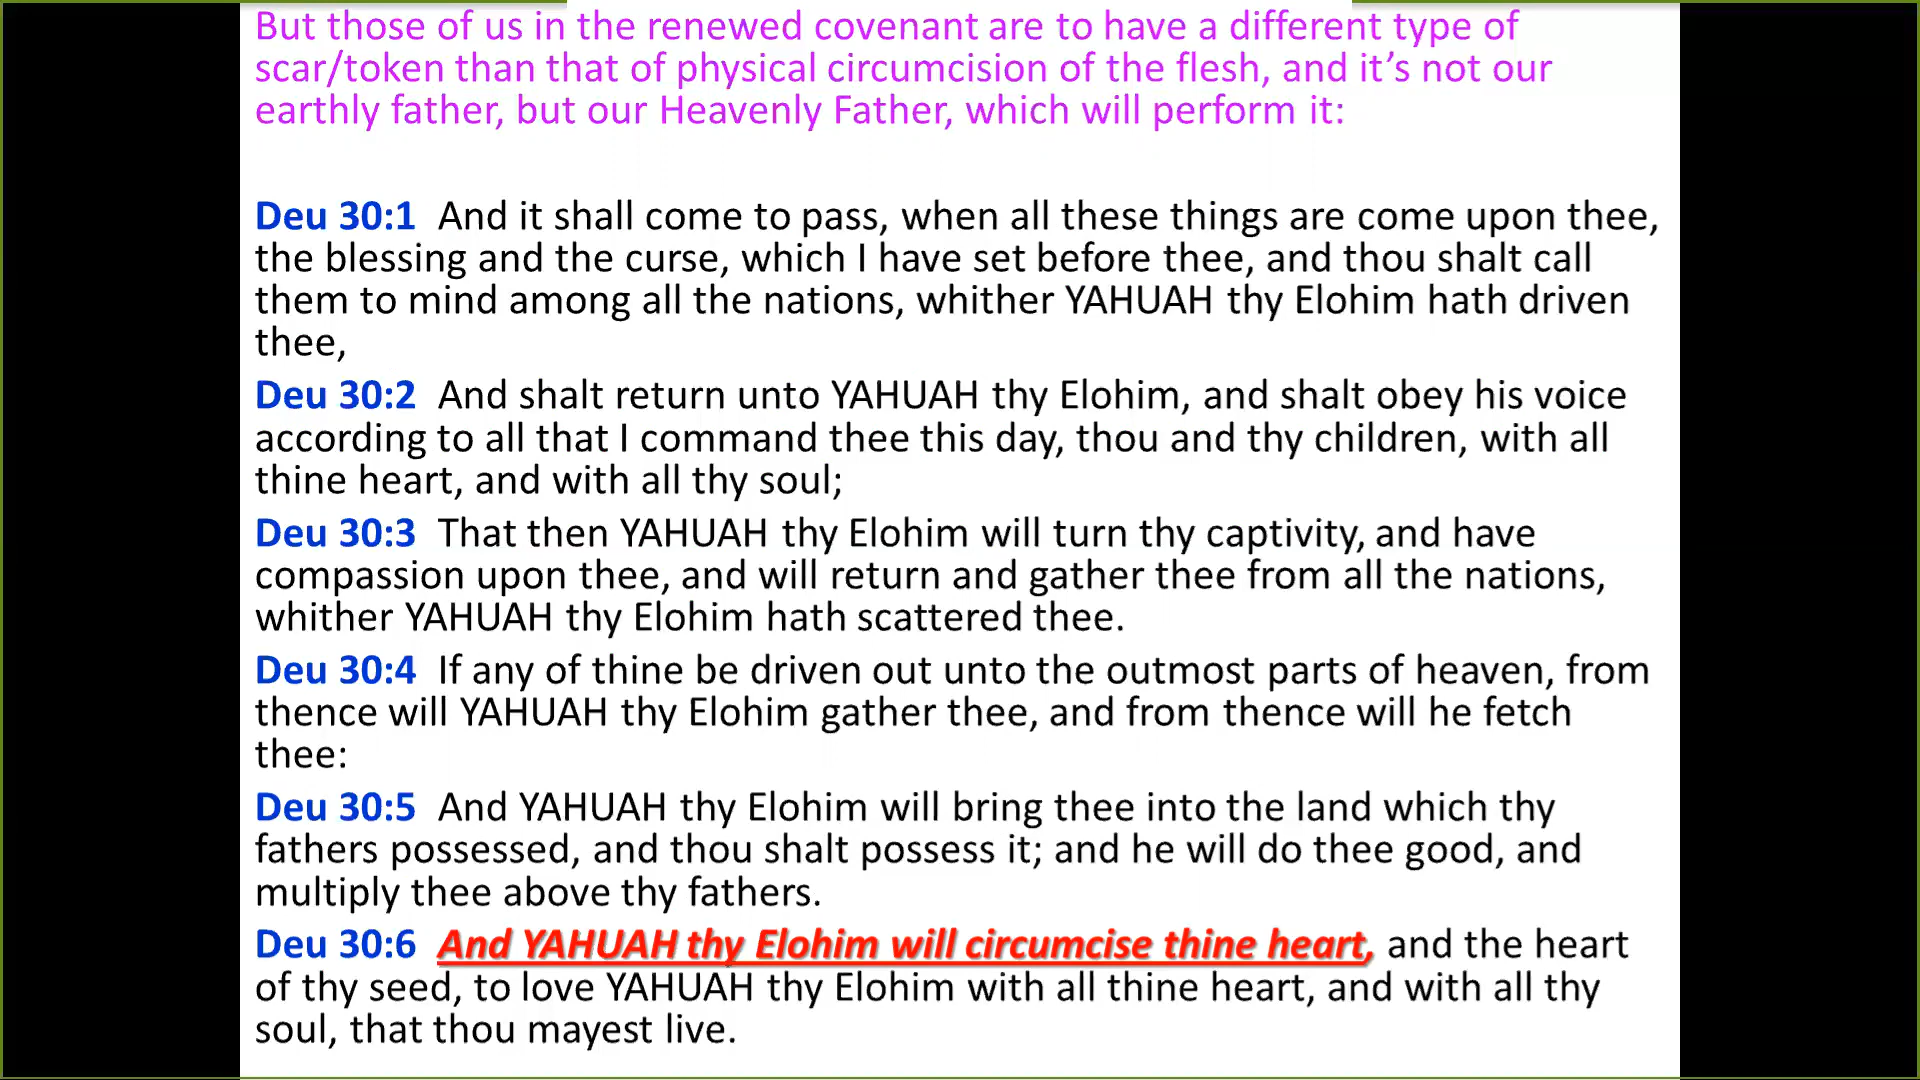 But those of us in the renewed covenant are to have a different type of
scar/token than that of physical circumcision of the flesh, and it’s not our
earthly father, but our Heavenly Father, which will perform it:
Deu 30:1 And it shall come to pass, when all these things are come upon thee,
the blessing and the curse, which I have set before thee, and thou shalt call
them to mind among all the nations, whither YAHUAH thy Elohim hath driven
thee,
Deu 30:2 And shalt return unto YAHUAH thy Elohim, and shalt obey his voice
according to all that I command thee this day, thou and thy children, with all
thine heart, and with all thy soul;
Deu 30:3 That then YAHUAH thy Elohim will turn thy captivity, and have
compassion upon thee, and will return and gather thee from all the nations,
whither YAHUAH thy Elohim hath scattered thee.
Deu 30:4 If any of thine be driven out unto the outmost parts of heaven, from
thence will YAHUAH thy Elohim gather thee, and from thence will he fetch
thee:
Deu 30:5 And YAHUAH thy Elohim will bring thee into the land which thy
fathers possessed, and thou shalt possess it; and he will do thee good, and
multiply thee above thy fathers.
Deu 30:6 And YAHUAH thy Elohim will circumcise thine heart, and the heart
of thy seed, to love YAHUAH thy Elohim with all thine heart, and with all thy
soul, that thou mayest live.